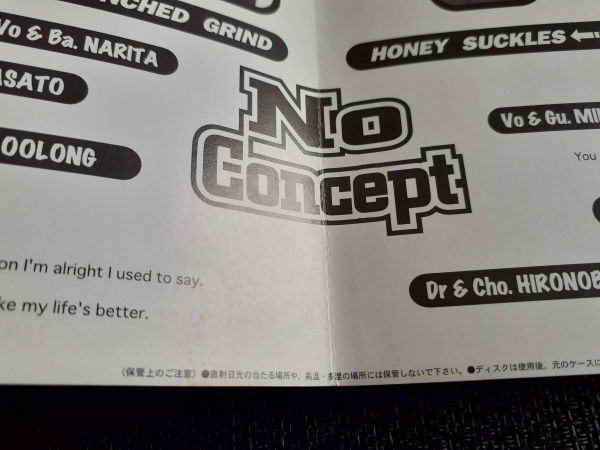 NCHED GRIND
Vo & Ba. NARITA
ASATO
OOLONG
HONEY SUCKLES
No
Concept
Vo & Gu.
You
on I'm alright I used to say.
my life's better.
Dr & Cho. HIRONOB
〈保管上のご注意〉●直射日光の当たる場所や、高温・多湿の場所には保管しないで下さい。●ディスクは使用後、元のケースに